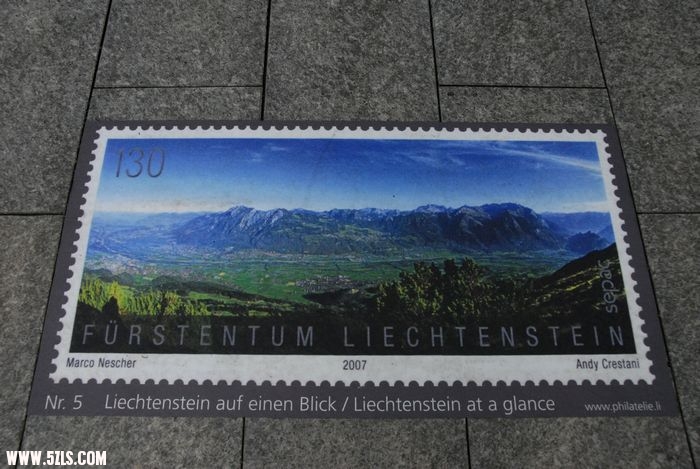 130
sepac
FÜRSTENTUM LIECHTENSTEIN
Marco Nescher 2007 Andy Crestani
Nr. 5 Liechtenstein auf einen Blick / Liechtenstein at a glance www.philatelie.li
WWW.5ZLS.COM